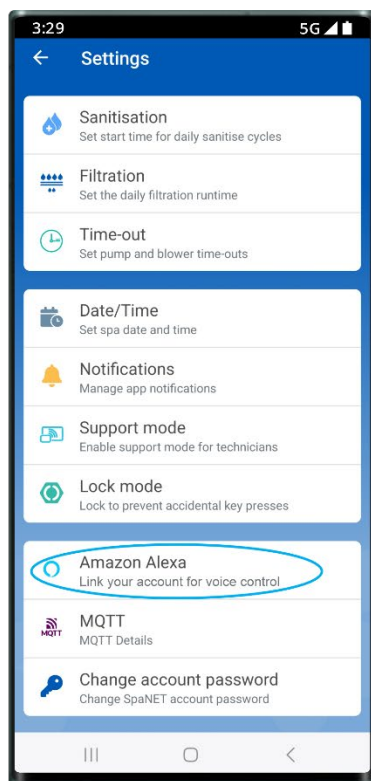 3:29 5G
Settings
Sanitisation
Set start time for daily sanitise cycles
Filtration
Set the daily filtration runtime
Time-out
Set pump and blower time-outs
Date/Time
Set spa date and time
Notifications
Manage app notifications
Support mode
Enable support mode for technicians
Lock mode
Lock to prevent accidental key presses
Amazon Alexa
Link your account for voice control
MQTT
MQTT
MQTT Details
Change account password
Change SpaNET account password